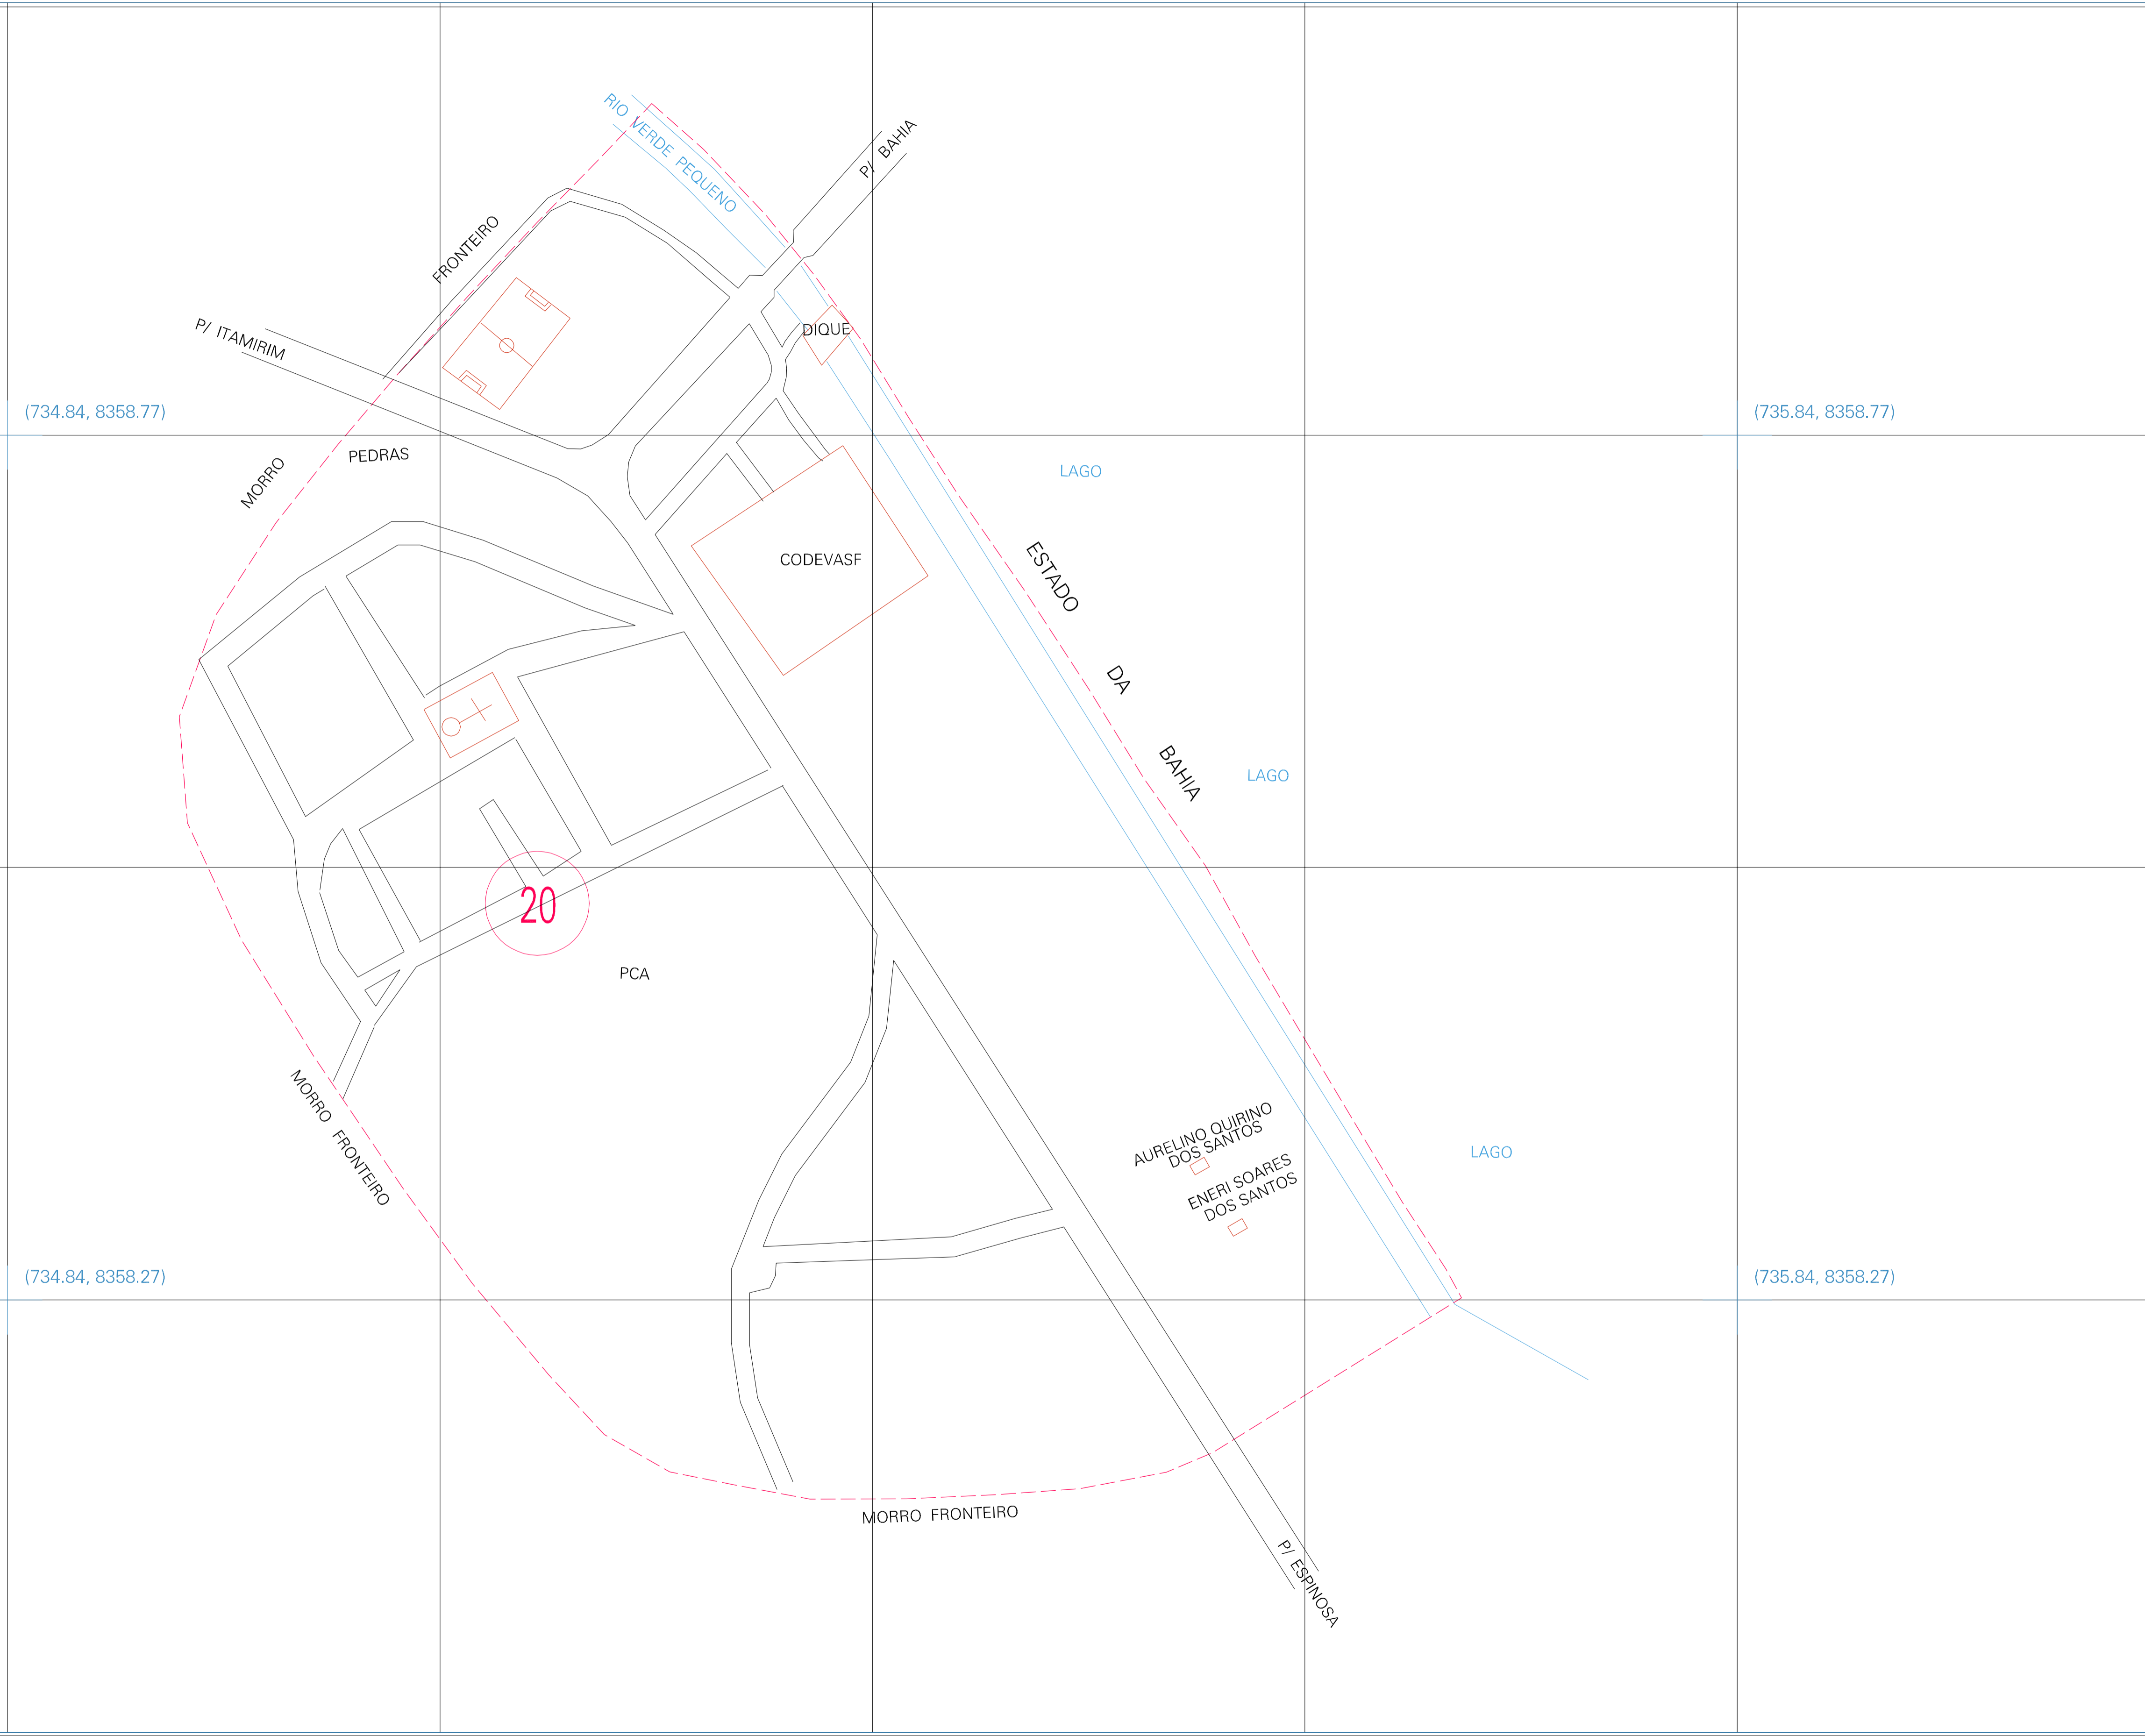 RIO VERDE PEQUENO
P/ BAHIA
FRONTEIRO
P/ ITAMIRIM
DIQUE
(734.84, 8358.77)
(735.84, 8358.77)
PEDRAS
MORRO
LAGO
CODEVASF
ESTADO DA BAHIA
LAGO
20
PCA
MORRO FRONTEIRO
AURELINO QUIRINO
DOS SANTOS
ENERI SOARES
DOS SANTOS
LAGO
(734.84, 8358.27)
(735.84, 8358.27)
MORRO FRONTEIRO
P/ ESPINOSA